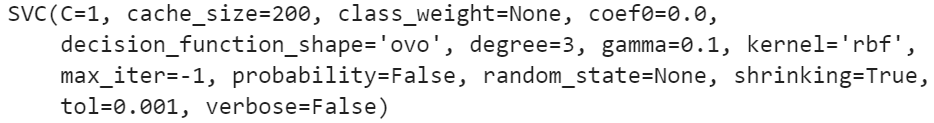 SVC(C=1, cache_size=200, class_weight=None, coef0=0.0,
    decision_function_shape='ovo', degree=3, gamma=0.1, kernel='rbf',
    max_iter=-1, probability=False, random_state=None, shrinking=True,
    tol=0.001, verbose=False)